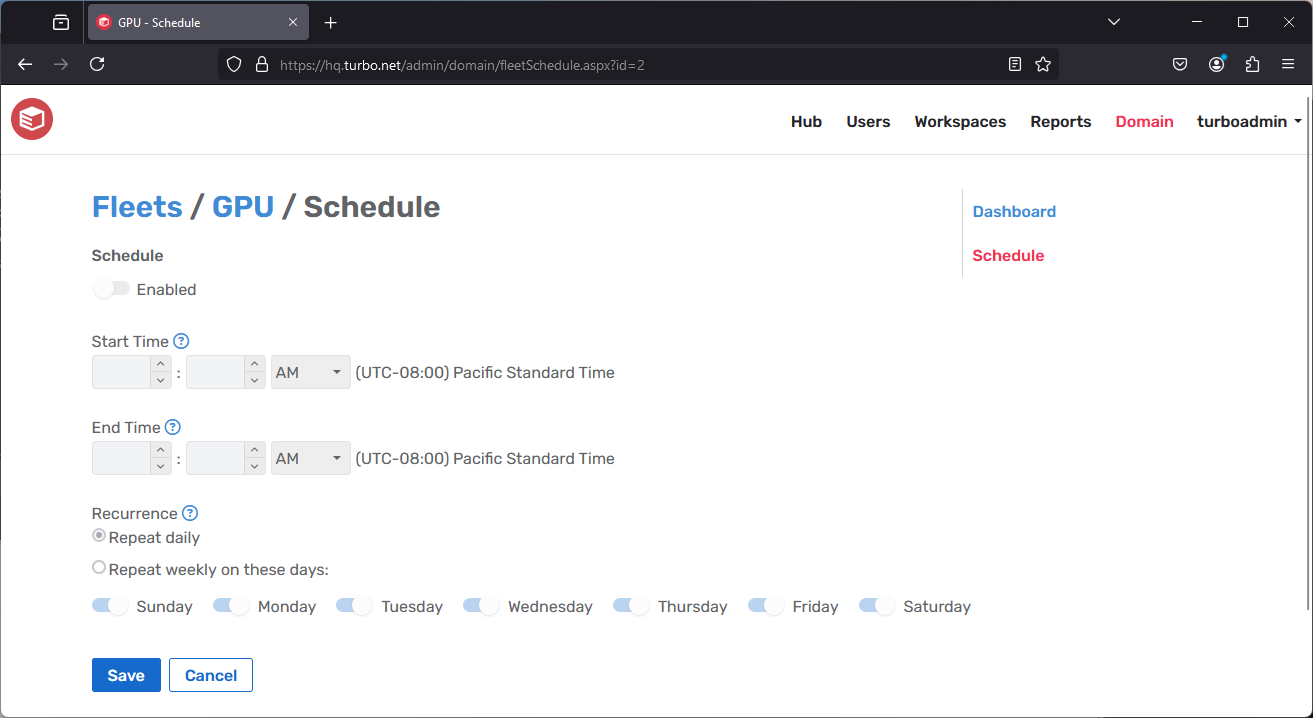 GPU - Schedule
https://hq.turbo.net/admin/domain/fleetSchedule.aspx?id=2
Hub Users Workspaces Reports Domain turboadmin
Fleets / GPU / Schedule
Dashboard
Schedule
Schedule
Enabled
Start Time ?
: AM (UTC-08:00) Pacific Standard Time
End Time ?
: AM (UTC-08:00) Pacific Standard Time
Recurrence ?
Repeat daily
Repeat weekly on these days:
Sunday Monday Tuesday Wednesday Thursday Friday Saturday
Save Cancel